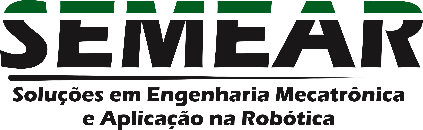 SEMEAR
Soluções em Engenharia Mecatrônica
e Aplicação na Robótica